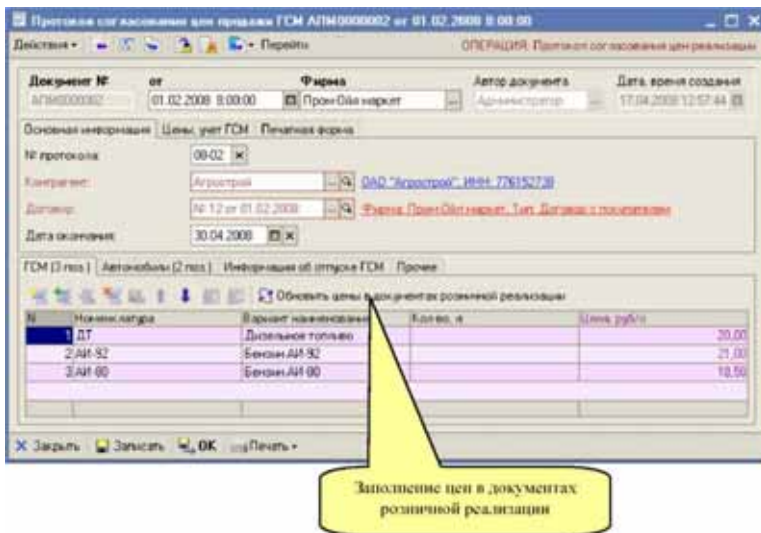 Протокол согласования цен продажи ГСМ АПМ0000002 от 01.02.2008 8:00:00
Действия Перейти ОПЕРАЦИЯ: Протокол согласования цен реализации
Документ № от Фирма Автор документа Дата, время создания
АПМ0000002 01.02.2008 8:00:00 Пром-Ойл маркет Администратор 17.04.2008 12:57:44
Основная информация Цены, учет ГСМ Печатная форма
№ протокола: 08-02
Контрагент: Агрострой ОАО "Агрострой", ИНН: 776152738
Договор: № 12 от 01.02.2008 Фирма: Пром-Ойл маркет, Тип: Договор с покупателем
Дата окончания: 30.04.2008
ГСМ (3 поз.) Автомобили (2 поз.) Информация об отпуске ГСМ Прочее
Обновить цены в документах розничной реализации
N Номенклатура Вариант наименования Кол-во, л Цена, руб/л
1 ДТ Дизельное топливо 20,00
2 АИ-92 Бензин АИ-92 21,00
3 АИ-80 Бензин АИ-80 18,50
Закрыть Записать OK Печать
Заполнение цен в документах
розничной реализации